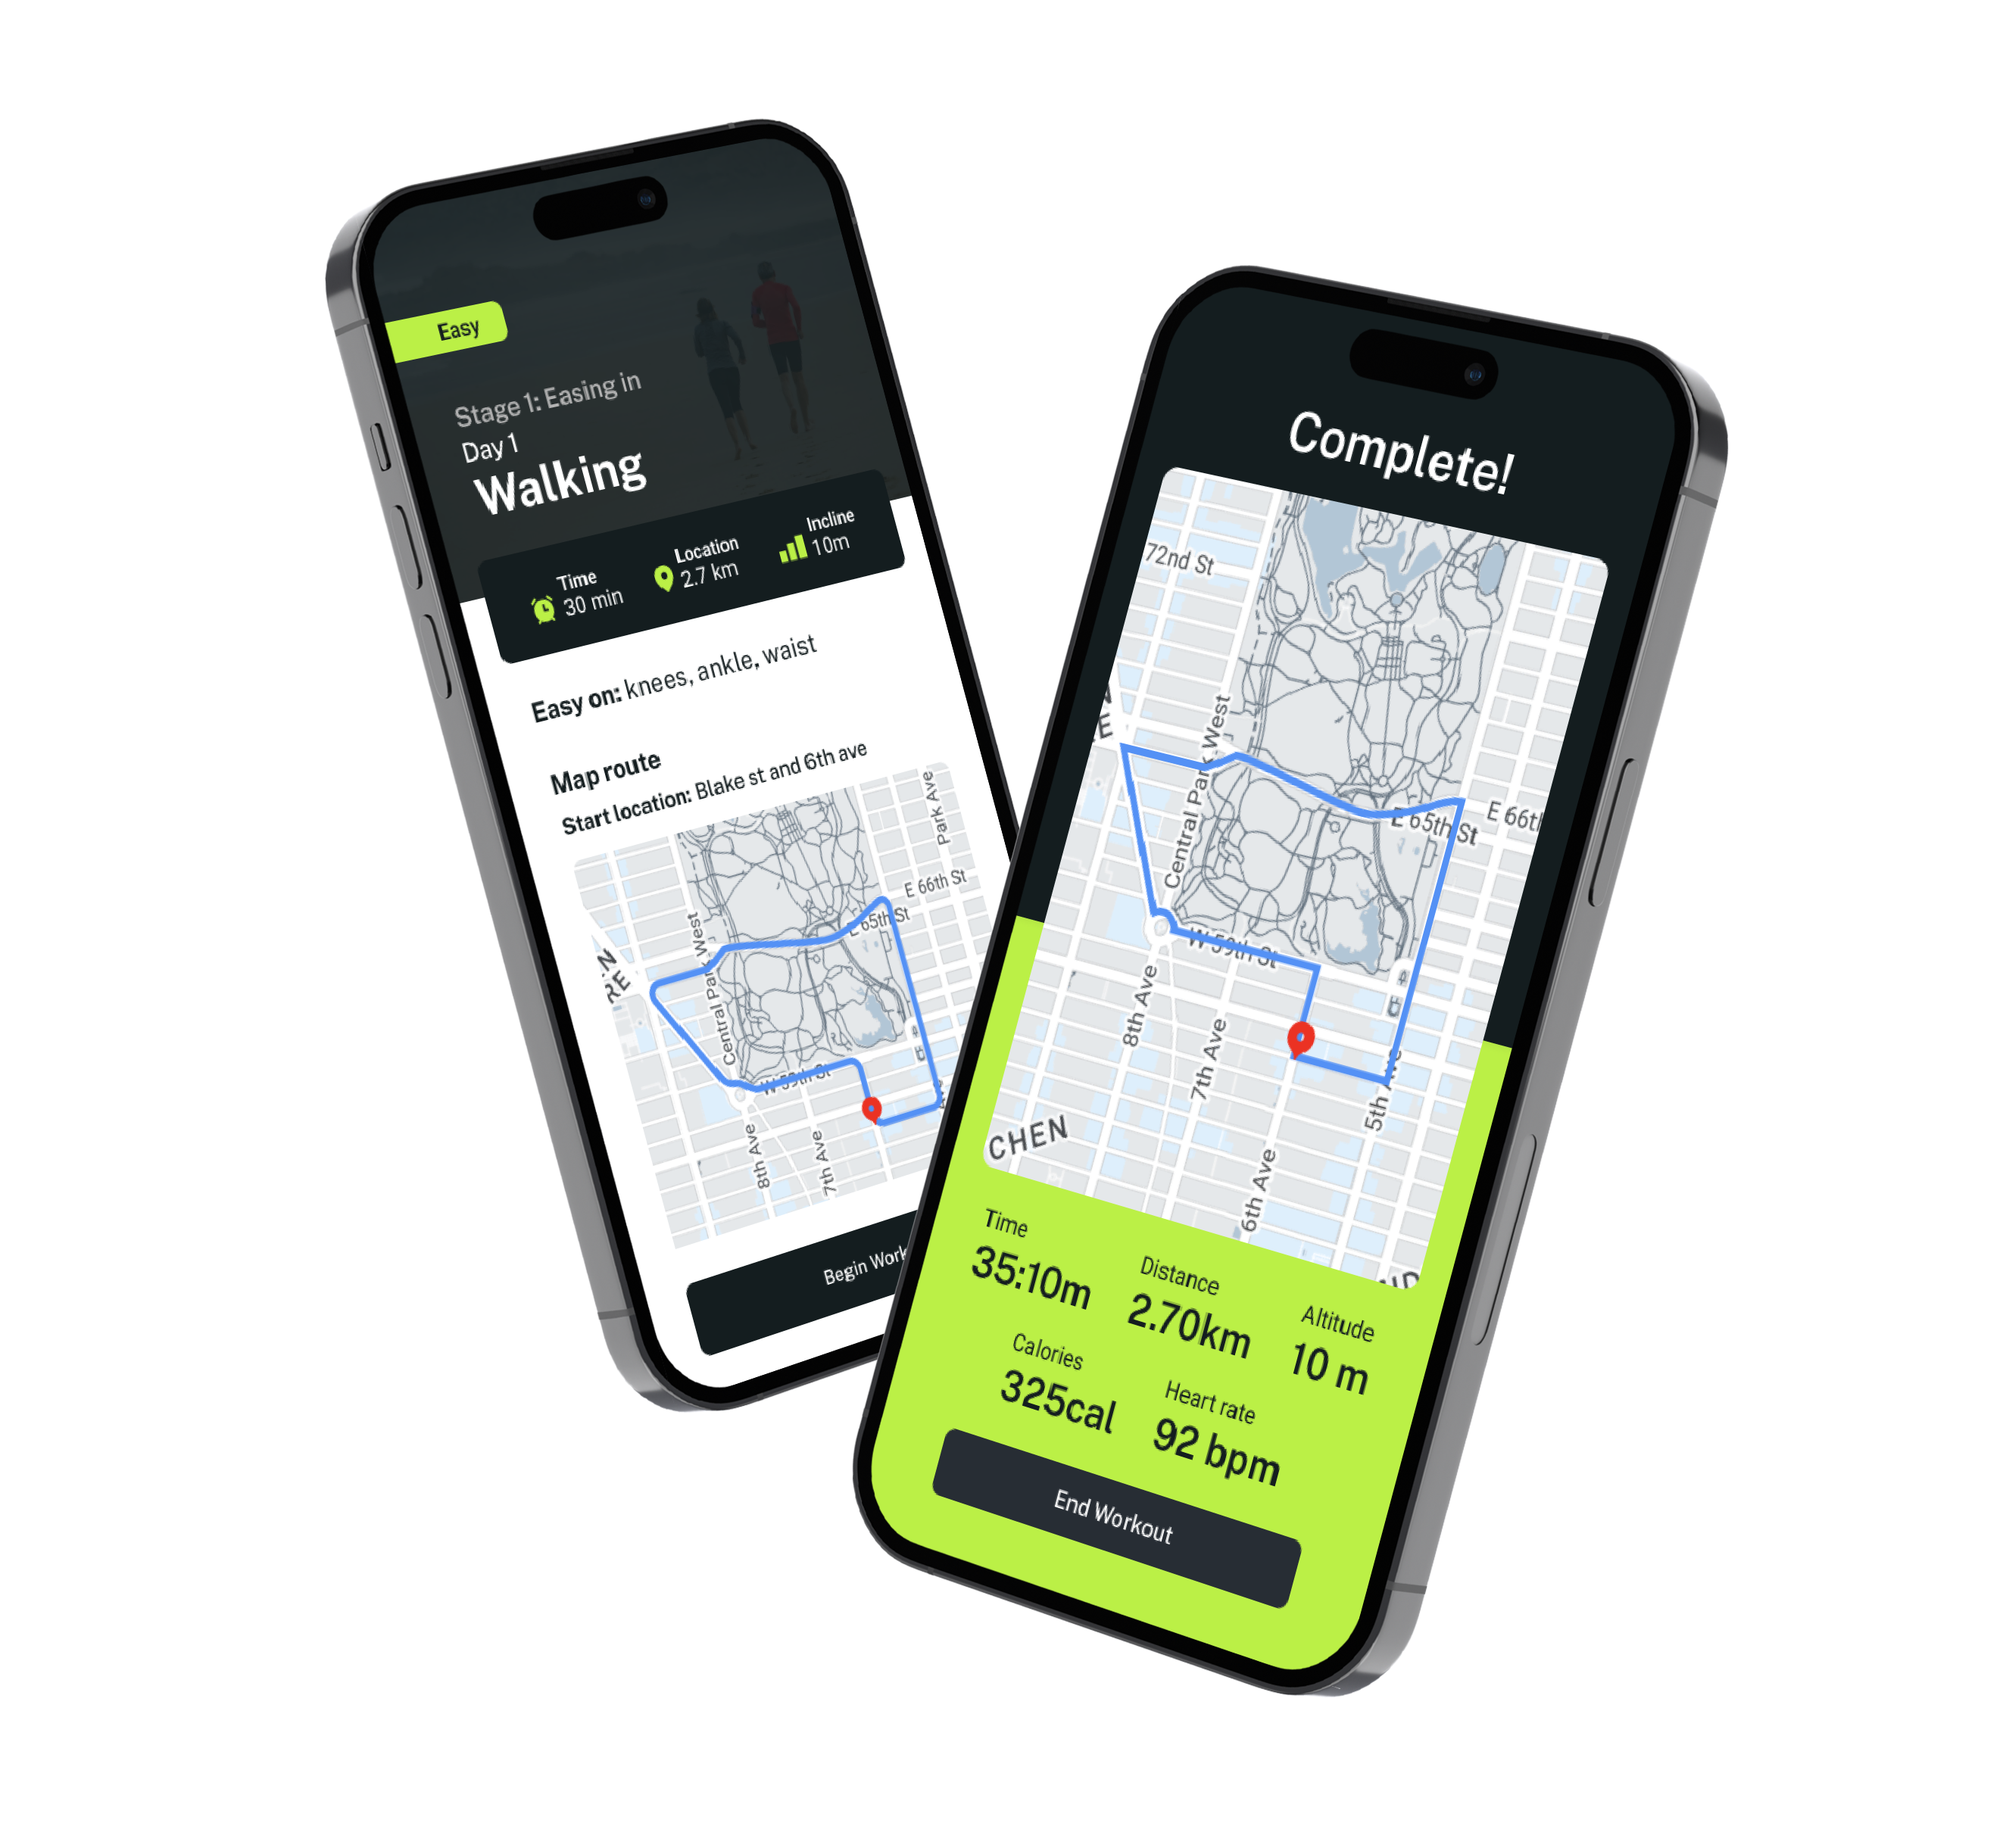 Easy
Stage 1: Easing in
Day 1
Walking
Time
30 min
Location
2.7 km
Incline
10m
Easy on: knees, ankle, waist
Map route
Start location: Blake st and 6th ave
Park Ave
E 66th St
E 65th St
Central Park West
RE
W 59th St
8th Ave
7th Ave
Ave
Begin Work
Complete!
72nd St
E
Central Park West
E 65th St
E 66th
W 59th St
8th Ave
7th Ave
6th Ave
5th Ave
CHEN
Time
35:10m
Distance
2.70km
Altitude
10 m
Calories
325cal
Heart rate
92 bpm
End Workout